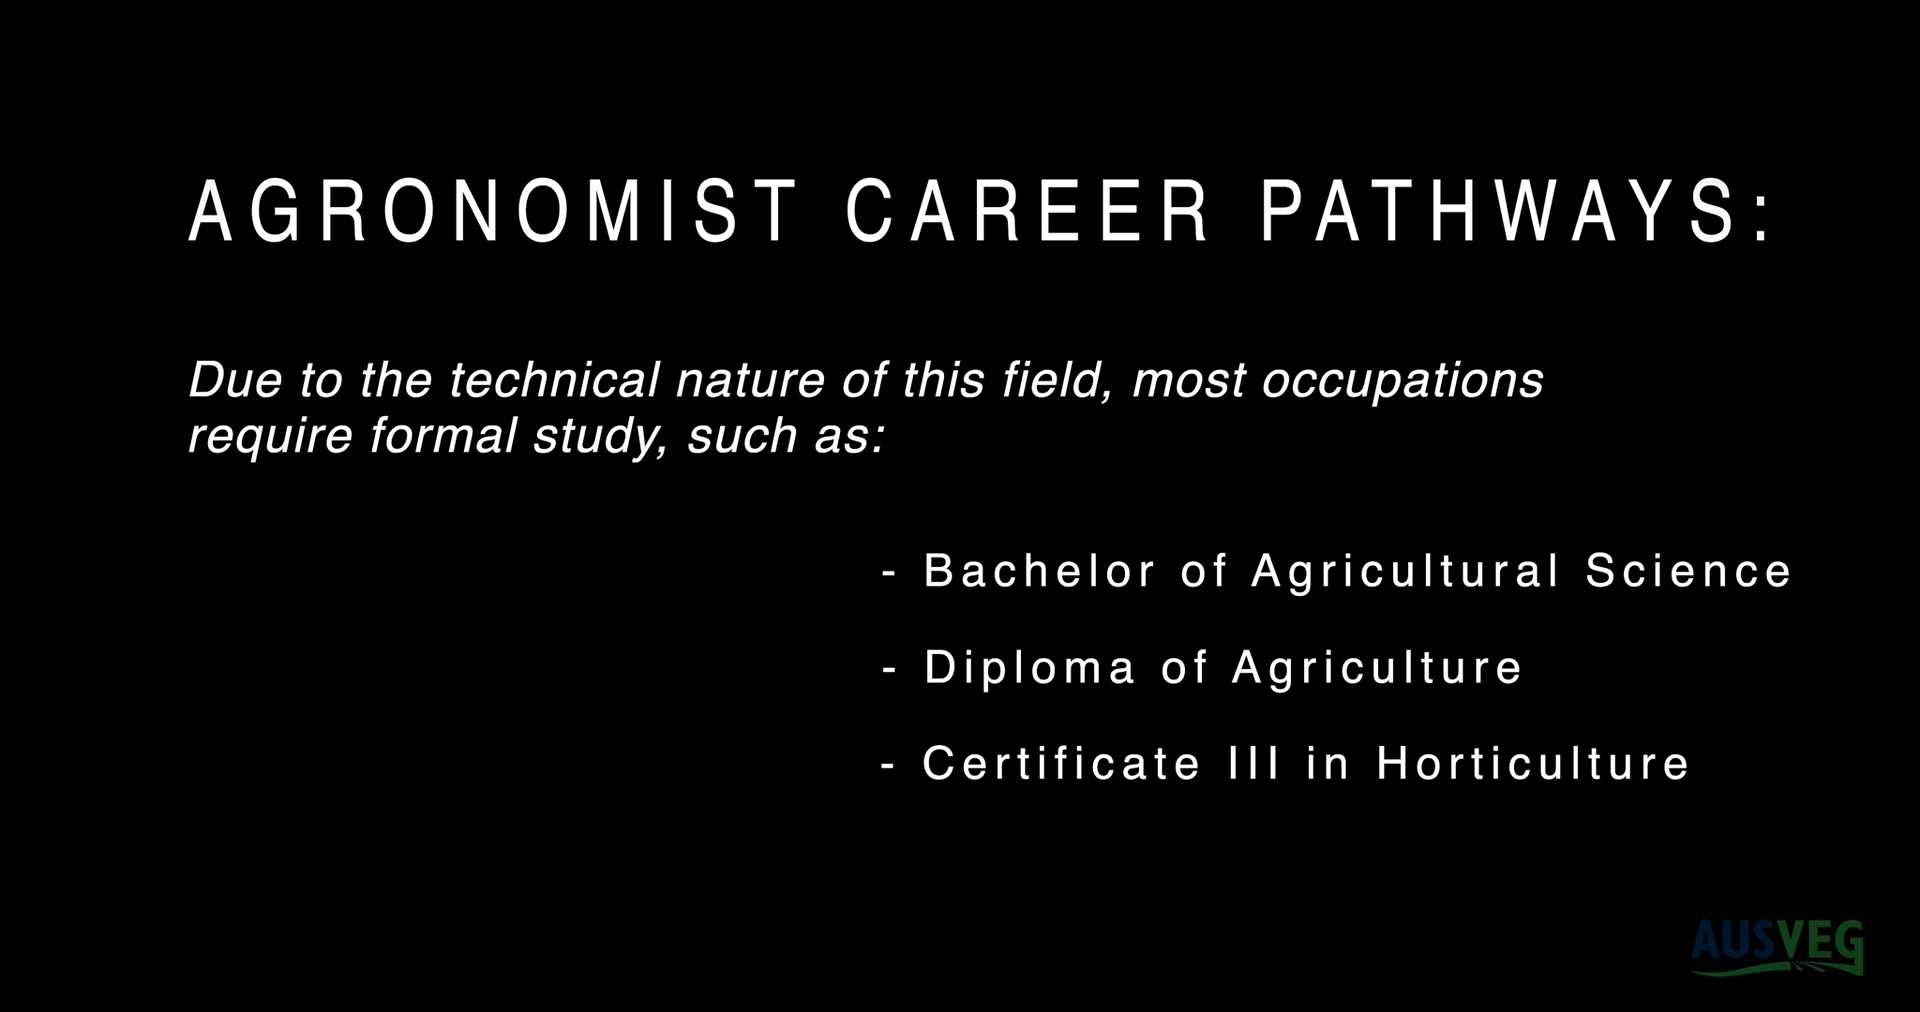 AGRONOMIST CAREER PATHWAYS:
Due to the technical nature of this field, most occupations
require formal study, such as:
- Bachelor of Agricultural Science
- Diploma of Agriculture
- Certificate III in Horticulture
AUSVEG